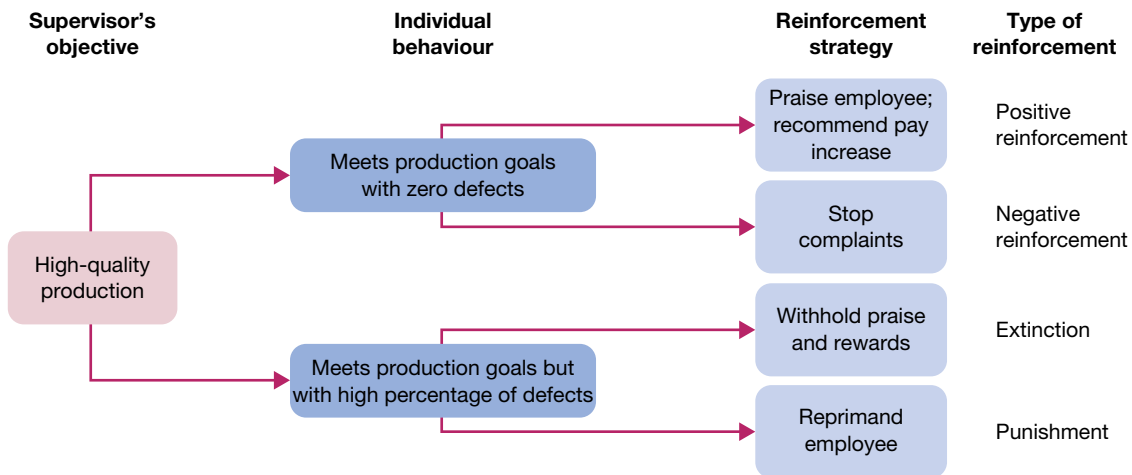 Supervisor's
objective
Individual
behaviour
Reinforcement
strategy
Type of
reinforcement
High-quality
production
Meets production goals
with zero defects
Meets production goals but
with high percentage of defects
Praise employee;
recommend pay
increase
Positive
reinforcement
Stop
complaints
Negative
reinforcement
Withhold praise
and rewards
Extinction
Reprimand
employee
Punishment